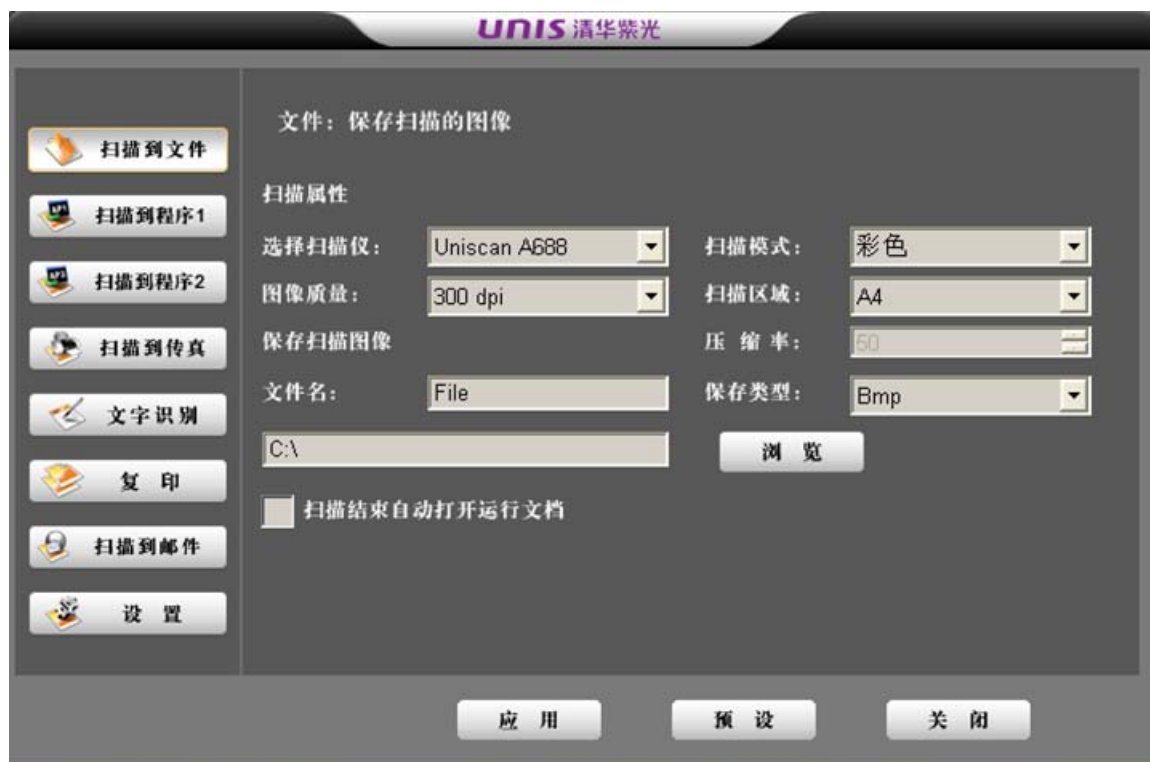 UNIS 清华紫光
扫描到文件
扫描到程序1
扫描到程序2
扫描到传真
文字识别
复 印
扫描到邮件
设 置
文件：保存扫描的图像
扫描属性
选择扫描仪： Uniscan A688 扫描模式： 彩色
图像质量： 300 dpi 扫描区域： A4
保存扫描图像 压 缩 率： 50
文件名： File 保存类型： Bmp
C:\ 浏 览
扫描结束自动打开运行文档
应 用 预 设 关 闭